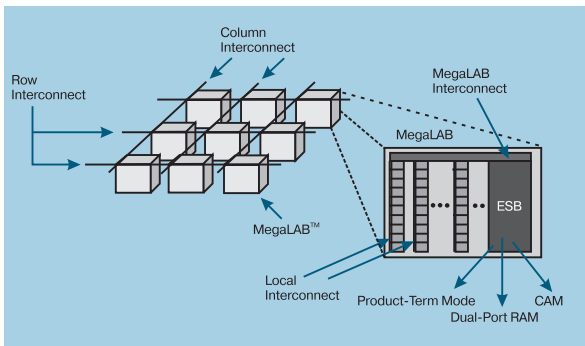 Column
Interconnect
Row
Interconnect
MegaLAB
Interconnect
MegaLAB
ESB
MegaLAB™
Local
Interconnect
Product-Term Mode
CAM
Dual-Port RAM